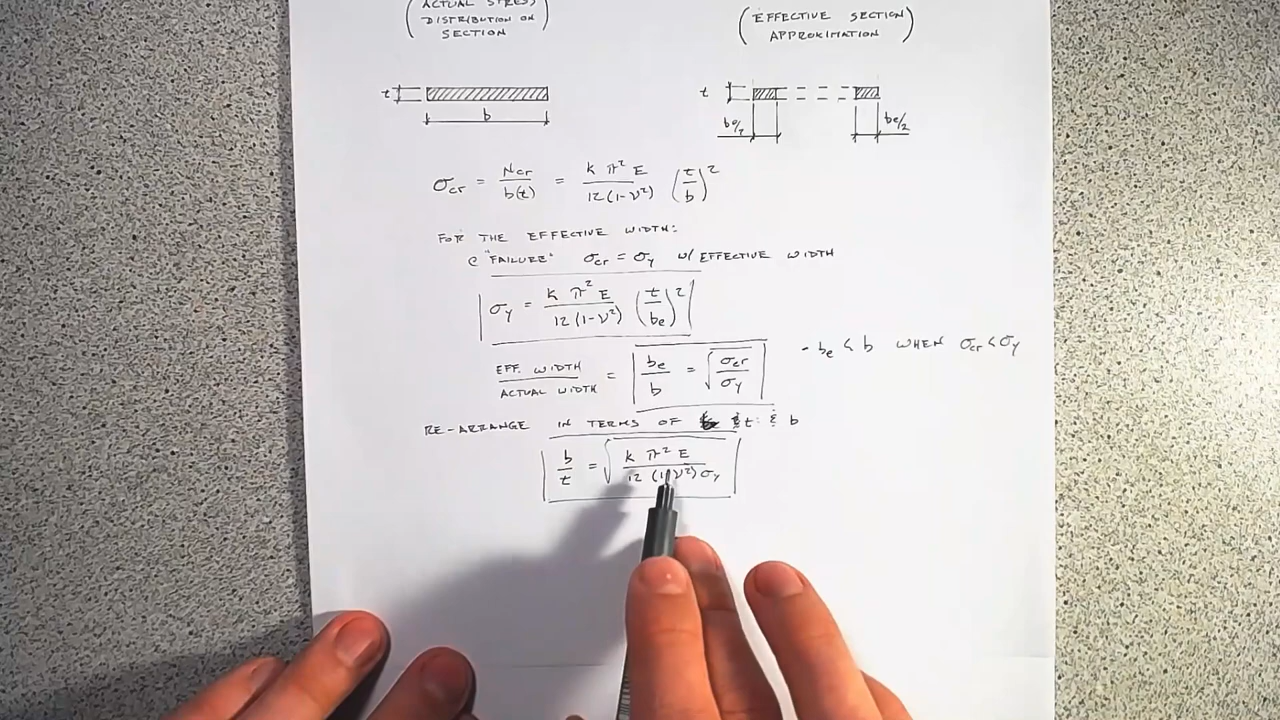 ( ACTUAL STRESS
DISTRIBUTION ON
SECTION )
( EFFECTIVE SECTION
APPROXIMATION )
t
b
t
be/2
be/2
σcr = Ncr / b(t) = k π² E / 12(1-ν²) (t/b)²
FOR THE EFFECTIVE WIDTH:
@ "FAILURE" σcr = σy W/ EFFECTIVE WIDTH
σy = k π² E / 12(1-ν²) (t/be)²
EFF. WIDTH / ACTUAL WIDTH = be/b = √(σcr/σy)
- be < b WHEN σcr < σy
RE-ARRANGE IN TERMS OF t & b
b/t = √(k π² E / 12(1-ν²)σy)